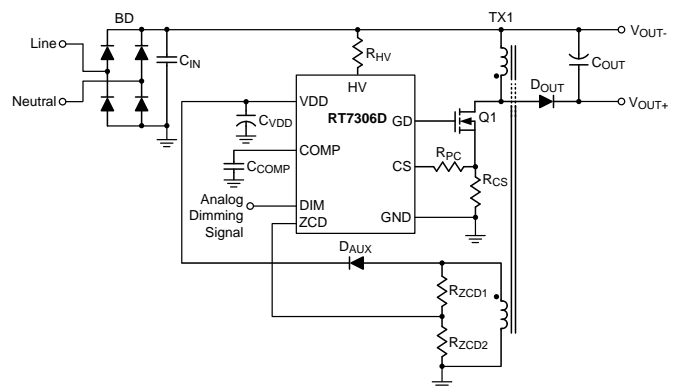 BD
TX1
Line
Neutral
CIN
RHV
VOUT-
COUT
DOUT
VOUT+
HV
VDD
RT7306D
GD
Q1
CVDD
COMP
CCOMP
CS
RPC
RCS
Analog
Dimming
Signal
DIM
ZCD
GND
DAUX
RZCD1
RZCD2